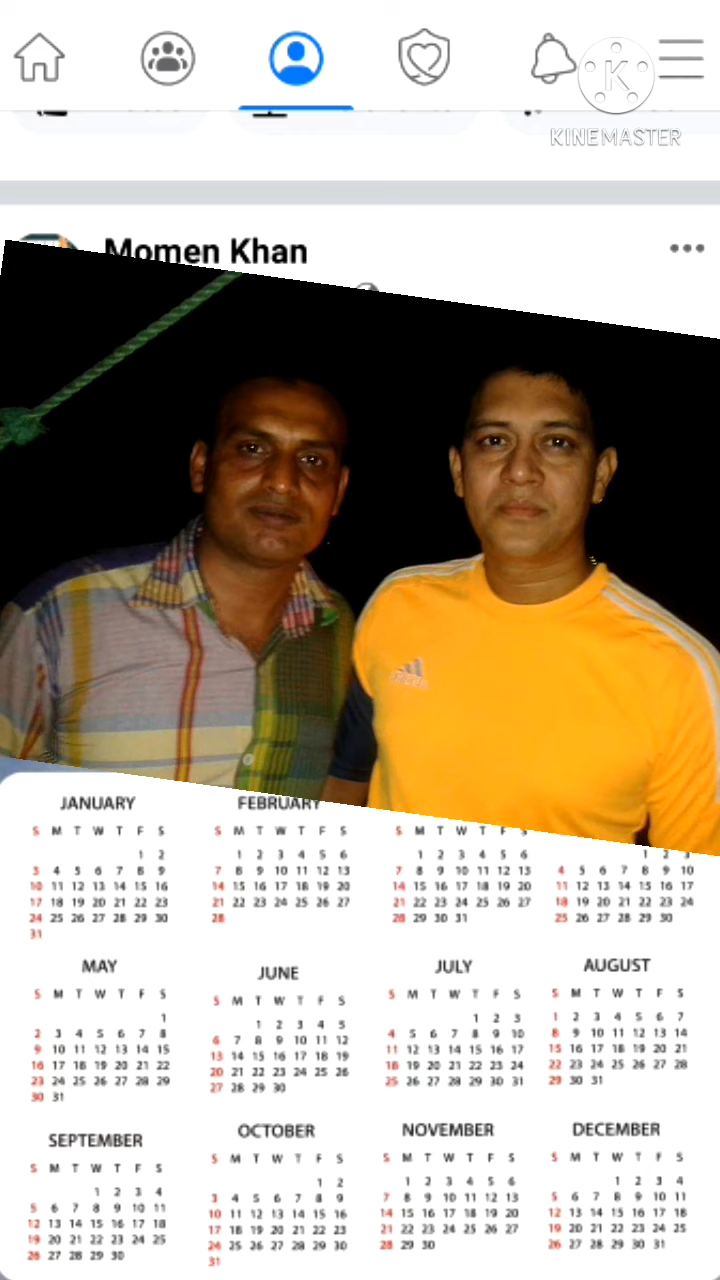 KINEMASTER
Momen Khan
JANUARY
S M T W T F S
1 2
3 4 5 6 7 8 9
10 11 12 13 14 15 16
17 18 19 20 21 22 23
24 25 26 27 28 29 30
31
FEBRUARY
S M T W T F S
1 2 3 4 5 6
7 8 9 10 11 12 13
14 15 16 17 18 19 20
21 22 23 24 25 26 27
28
S M T W T F S
1 2 3 4 5 6
7 8 9 10 11 12 13
14 15 16 17 18 19 20
21 22 23 24 25 26 27
28 29 30 31
1 2 3
4 5 6 7 8 9 10
11 12 13 14 15 16 17
18 19 20 21 22 23 24
25 26 27 28 29 30
MAY
S M T W T F S
1
2 3 4 5 6 7 8
9 10 11 12 13 14 15
16 17 18 19 20 21 22
23 24 25 26 27 28 29
30 31
JUNE
S M T W T F S
1 2 3 4 5
6 7 8 9 10 11 12
13 14 15 16 17 18 19
20 21 22 23 24 25 26
27 28 29 30
JULY
S M T W T F S
1 2 3
4 5 6 7 8 9 10
11 12 13 14 15 16 17
18 19 20 21 22 23 24
25 26 27 28 29 30 31
AUGUST
S M T W T F S
1 2 3 4 5 6 7
8 9 10 11 12 13 14
15 16 17 18 19 20 21
22 23 24 25 26 27 28
29 30 31
SEPTEMBER
S M T W T F S
1 2 3 4
5 6 7 8 9 10 11
12 13 14 15 16 17 18
19 20 21 22 23 24 25
26 27 28 29 30
OCTOBER
S M T W T F S
1 2
3 4 5 6 7 8 9
10 11 12 13 14 15 16
17 18 19 20 21 22 23
24 25 26 27 28 29 30
31
NOVEMBER
S M T W T F S
1 2 3 4 5 6
7 8 9 10 11 12 13
14 15 16 17 18 19 20
21 22 23 24 25 26 27
28 29 30
DECEMBER
S M T W T F S
1 2 3 4
5 6 7 8 9 10 11
12 13 14 15 16 17 18
19 20 21 22 23 24 25
26 27 28 29 30 31